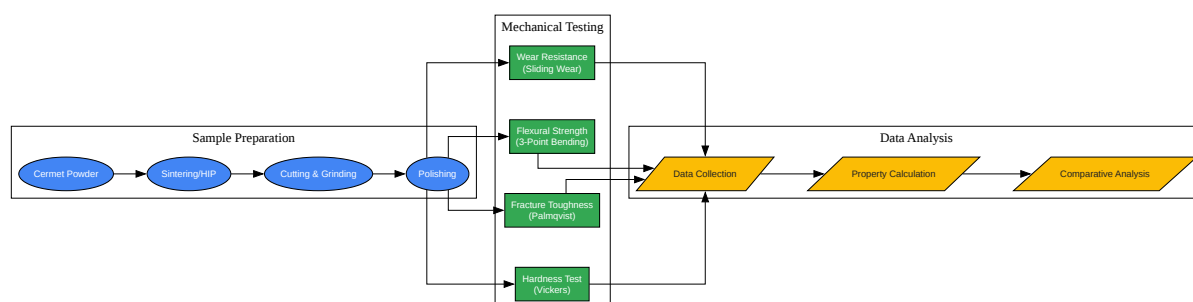 Mechanical Testing
Wear Resistance
(Sliding Wear)
Sample Preparation
Flexural Strength
(3-Point Bending)
Data Analysis
Cermet Powder
Sintering/HIP
Cutting & Grinding
Polishing
Data Collection
Property Calculation
Comparative Analysis
Fracture Toughness
(Palmqvist)
Hardness Test
(Vickers)